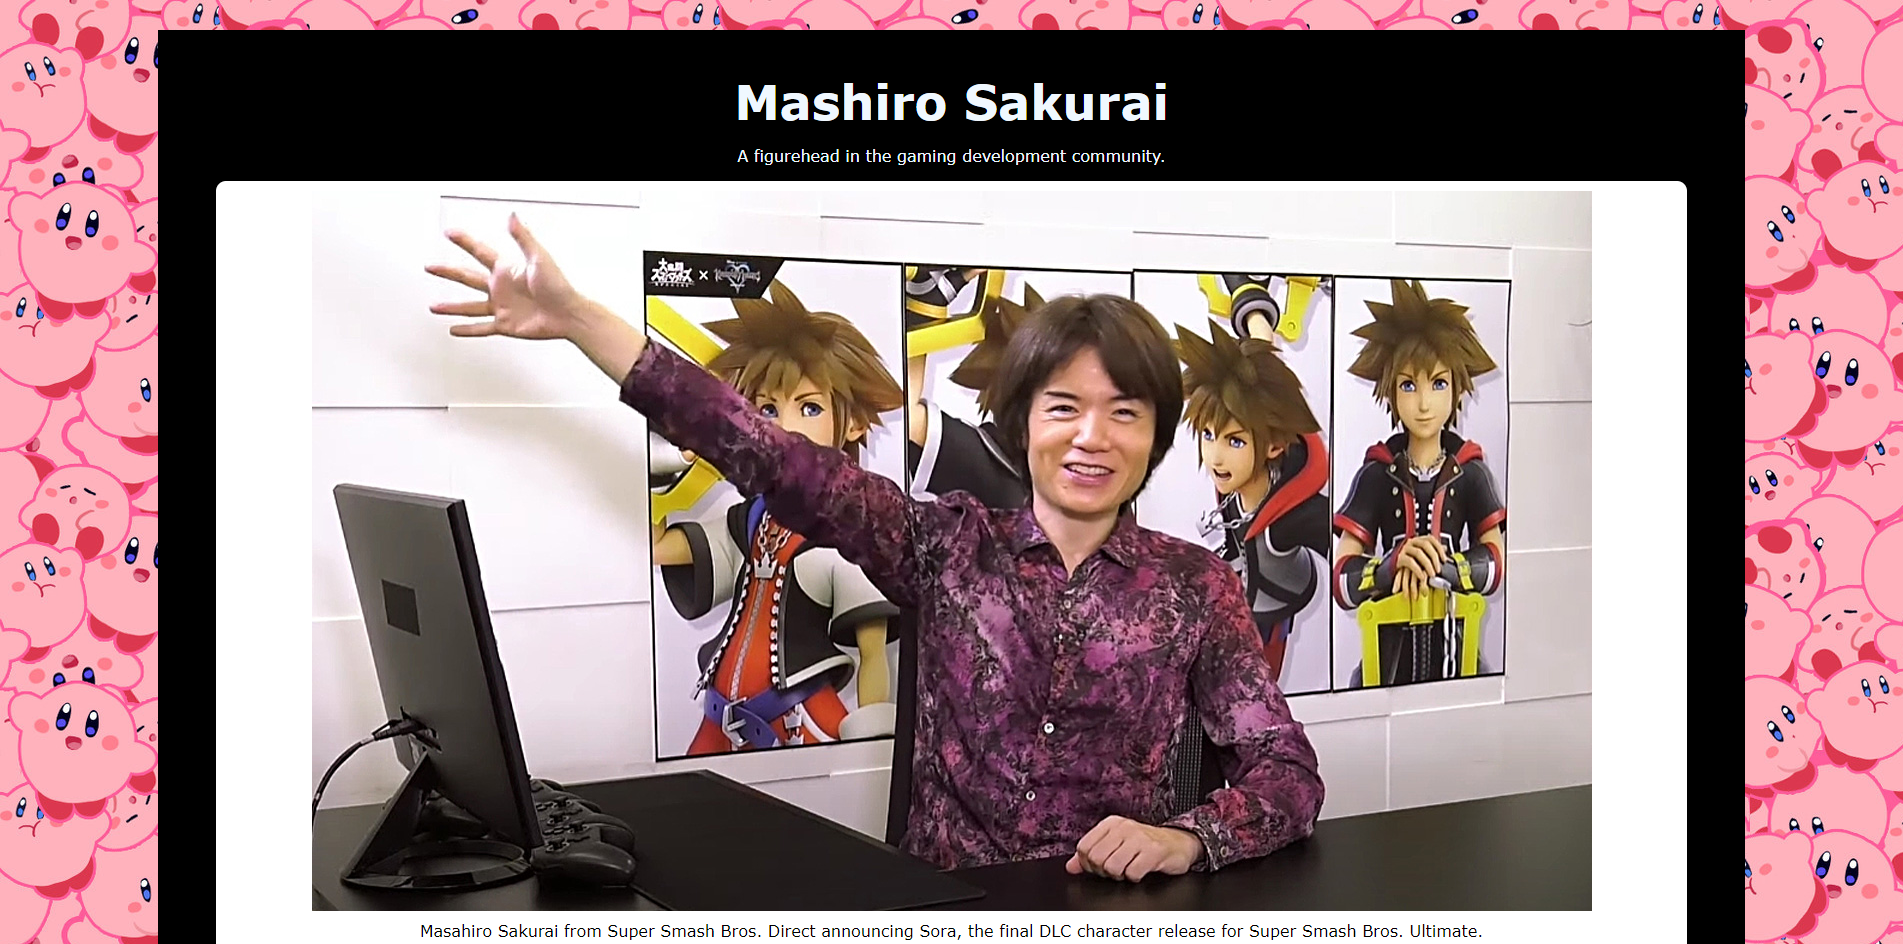 Mashiro Sakurai
A figurehead in the gaming development community.
大乱闘
スマッシュブラザーズ
SPECIAL
×
KINGDOM HEARTS
Masahiro Sakurai from Super Smash Bros. Direct announcing Sora, the final DLC character release for Super Smash Bros. Ultimate.